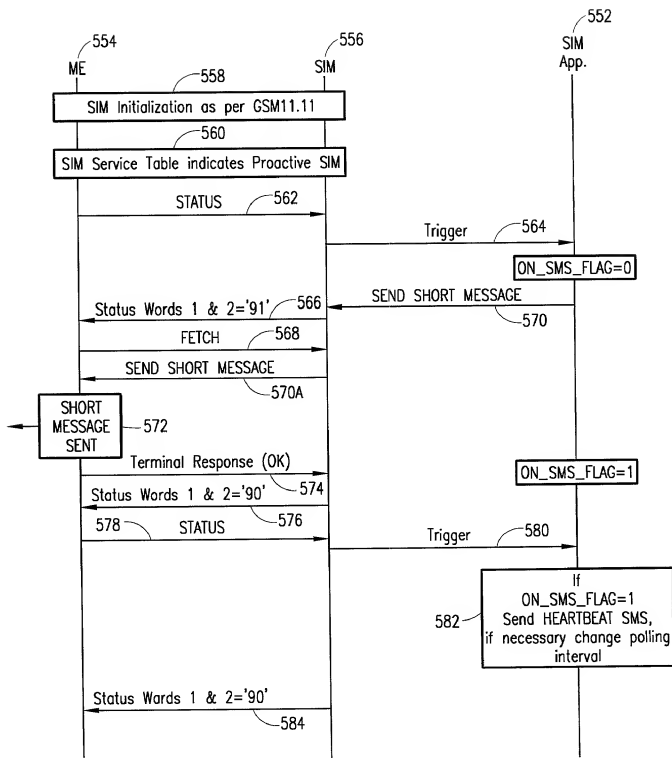 554
556
552
ME
SIM
SIM
App.
558
SIM Initialization as per GSM11.11
560
SIM Service Table indicates Proactive SIM
STATUS
562
Trigger
564
ON_SMS_FLAG=0
SEND SHORT MESSAGE
570
Status Words 1 & 2='91'
566
FETCH
568
SEND SHORT MESSAGE
570A
SHORT
MESSAGE
SENT
572
Terminal Response (OK)
574
ON_SMS_FLAG=1
Status Words 1 & 2='90'
576
578
STATUS
Trigger
580
If
ON_SMS_FLAG=1
Send HEARTBEAT SMS,
if necessary change polling
interval
582
Status Wards 1 & 2='90'
584